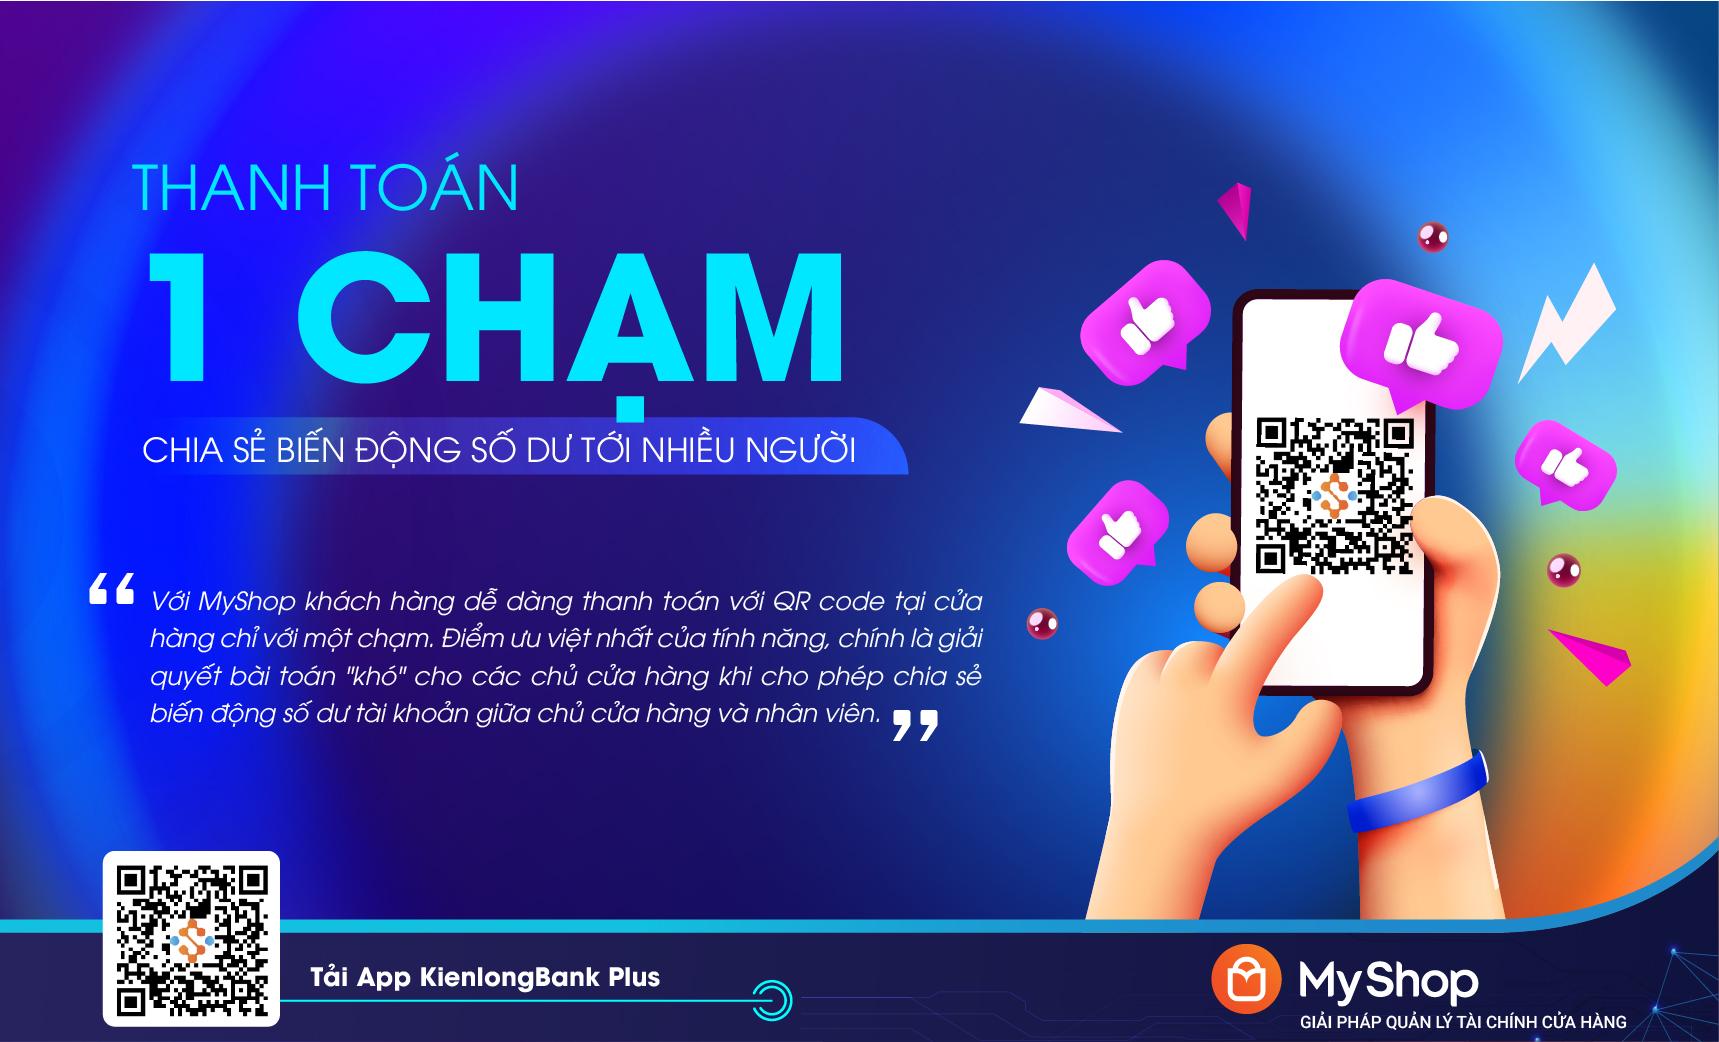 THANH TOÁN
1 CHẠM
CHIA SẺ BIẾN ĐỘNG SỐ DƯ TỚI NHIỀU NGƯỜI
“ Với MyShop khách hàng dễ dàng thanh toán với QR code tại cửa
hàng chỉ với một chạm. Điểm ưu việt nhất của tính năng, chính là giải
quyết bài toán "khó" cho các chủ cửa hàng khi cho phép chia sẻ
biến động số dư tài khoản giữa chủ cửa hàng và nhân viên. ”
Tải App KienlongBank Plus
MyShop
GIẢI PHÁP QUẢN LÝ TÀI CHÍNH CỬA HÀNG